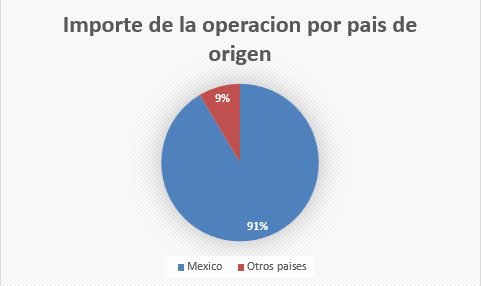 Importe de la operacion por pais de
origen
9%
91%
Mexico
Otros paises